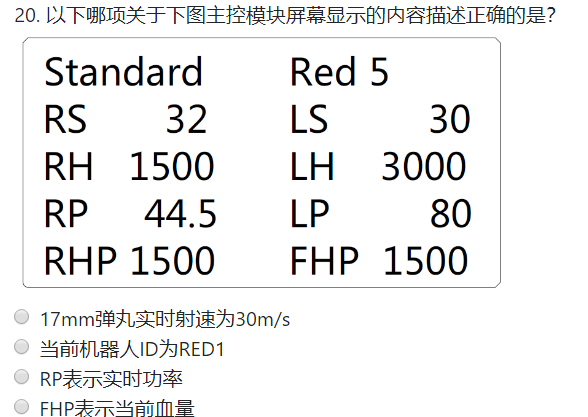 20. 以下哪项关于下图主控模块屏幕显示的内容描述正确的是?
Standard Red 5
RS 32 LS 30
RH 1500 LH 3000
RP 44.5 LP 80
RHP 1500 FHP 1500
17mm弹丸实时射速为30m/s
当前机器人ID为RED1
RP表示实时功率
FHP表示当前血量